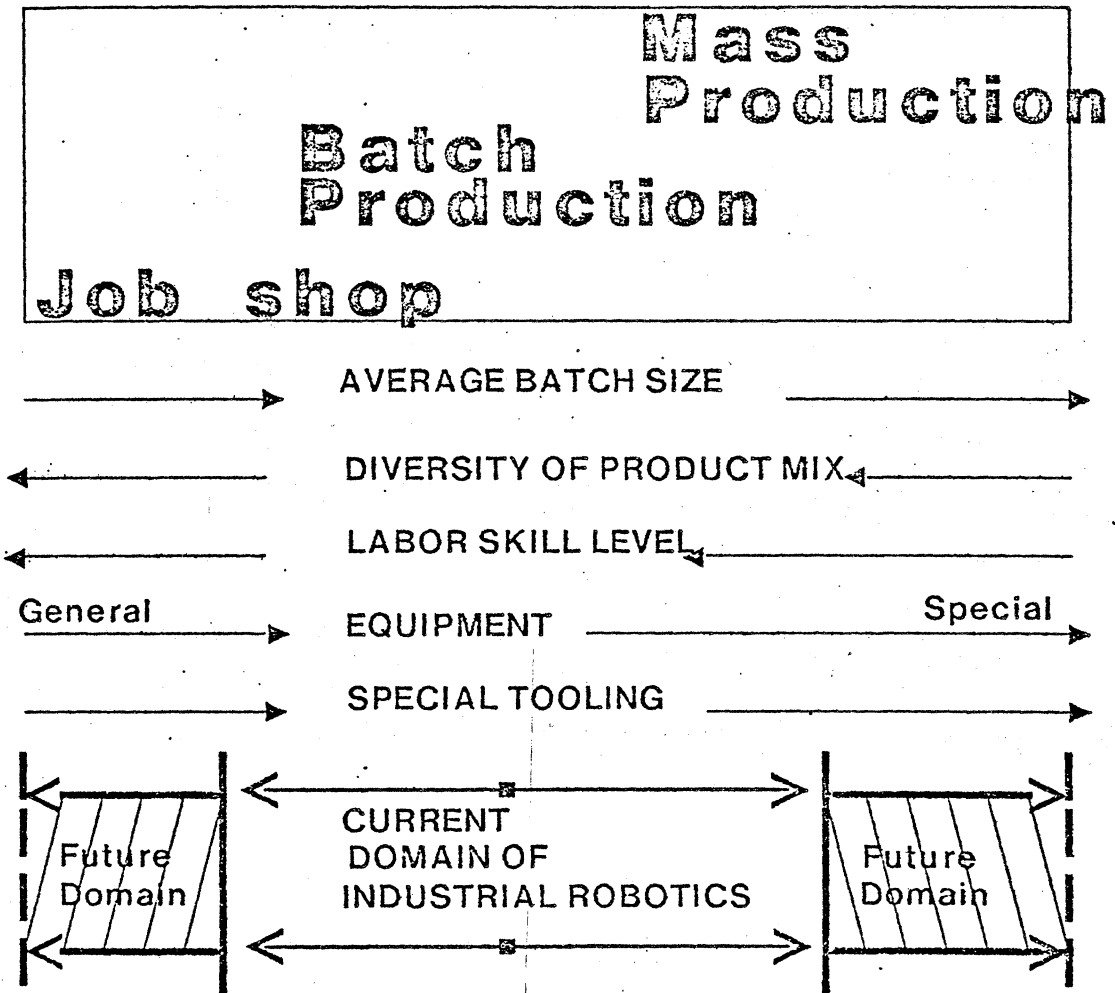 Mass
Production
Batch
Production
Job shop
AVERAGE BATCH SIZE
DIVERSITY OF PRODUCT MIX
LABOR SKILL LEVEL
General
EQUIPMENT
Special
SPECIAL TOOLING
CURRENT
DOMAIN OF
INDUSTRIAL ROBOTICS
Future
Domain
Future
Domain